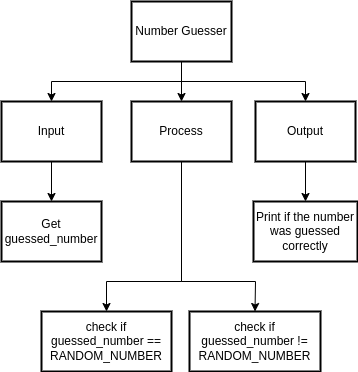 Number Guesser
Input
Process
Output
Get
guessed_number
Print if the number
was guessed
correctly
check if
guessed_number ==
RANDOM_NUMBER
check if
guessed_number !=
RANDOM_NUMBER